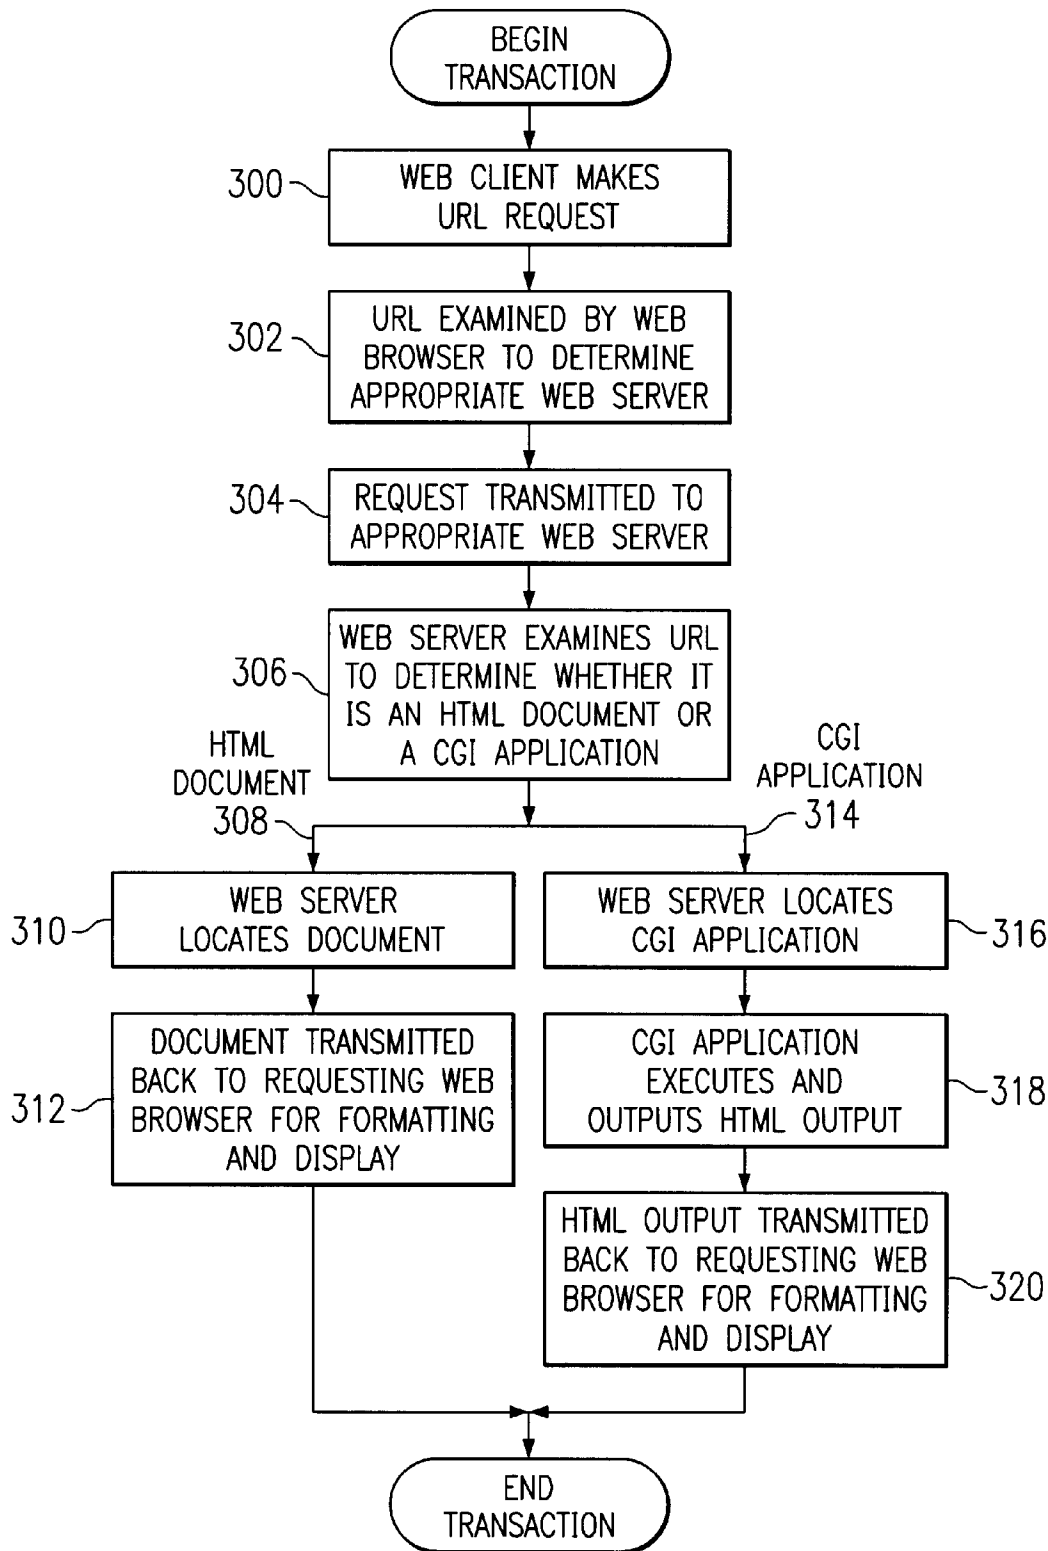 BEGIN
TRANSACTION
300
WEB CLIENT MAKES
URL REQUEST
302
URL EXAMINED BY WEB
BROWSER TO DETERMINE
APPROPRIATE WEB SERVER
304
REQUEST TRANSMITTED TO
APPROPRIATE WEB SERVER
306
WEB SERVER EXAMINES URL
TO DETERMINE WHETHER IT
IS AN HTML DOCUMENT OR
A CGI APPLICATION
HTML
DOCUMENT
308
CGI
APPLICATION
314
310
WEB SERVER
LOCATES DOCUMENT
WEB SERVER LOCATES
CGI APPLICATION
316
312
DOCUMENT TRANSMITTED
BACK TO REQUESTING WEB
BROWSER FOR FORMATTING
AND DISPLAY
CGI APPLICATION
EXECUTES AND
OUTPUTS HTML OUTPUT
318
HTML OUTPUT TRANSMITTED
BACK TO REQUESTING WEB
BROWSER FOR FORMATTING
AND DISPLAY
320
END
TRANSACTION